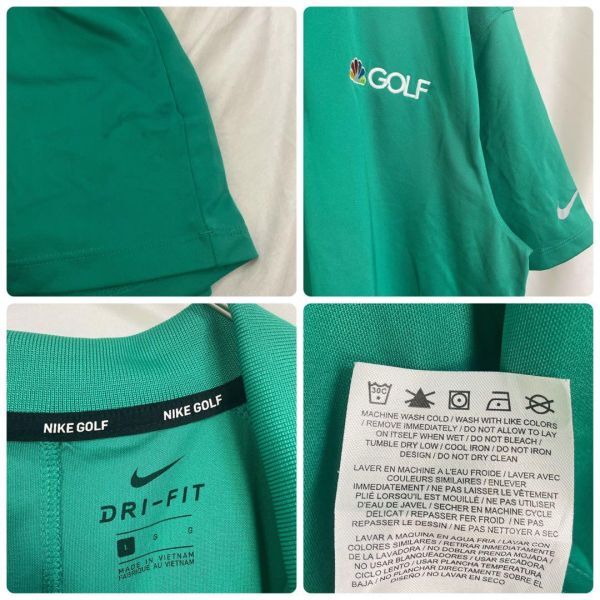 GOLF
NIKE GOLF
NIKE GOLF
DRI-FIT
L G G
MADE IN VIETNAM
FABRIQUÉ AU VIETNAM
30C
MACHINE WASH COLD / WASH WITH LIKE COLORS
/ REMOVE IMMEDIATELY / DO NOT ALLOW TO LAY
ON ITSELF WHEN WET / DO NOT BLEACH /
TUMBLE DRY LOW / COOL IRON / DO NOT IRON
DESIGN / DO NOT DRY CLEAN
LAVER EN MACHINE A L'EAU FROIDE / LAVER AVEC
COULEURS SIMILAIRES / ENLEVER
IMMEDIATEMENT / NE PAS LAISSER LE VÊTEMENT
PLIÉ LORSQU'IL EST MOUILLÉ / NE PAS UTILISER
D'EAU DE JAVEL / SECHER EN MACHINE CYCLE
DELICAT / REPASSER FER FROID / NE PAS
REPASSER LE DESSIN / NE PAS NETTOYER A SEC
LAVAR A MAQUINA EN AGUA FRIA / LAVAR CON
COLORES SIMILARES / RETIRAR IMMEDIATAMENTE
DE LA LAVADORA / NO DOBLAR PRENDA MOJADA /
NO USAR BLANQUEADORES / USAR SECADORA
CICLO LENTO / USAR PLANCHA TEMPERATURA
BAJA / NO PLANCHAR DIRECTAMENTE SOBRE EL
DISEÑO / NO LAVAR EN SECO